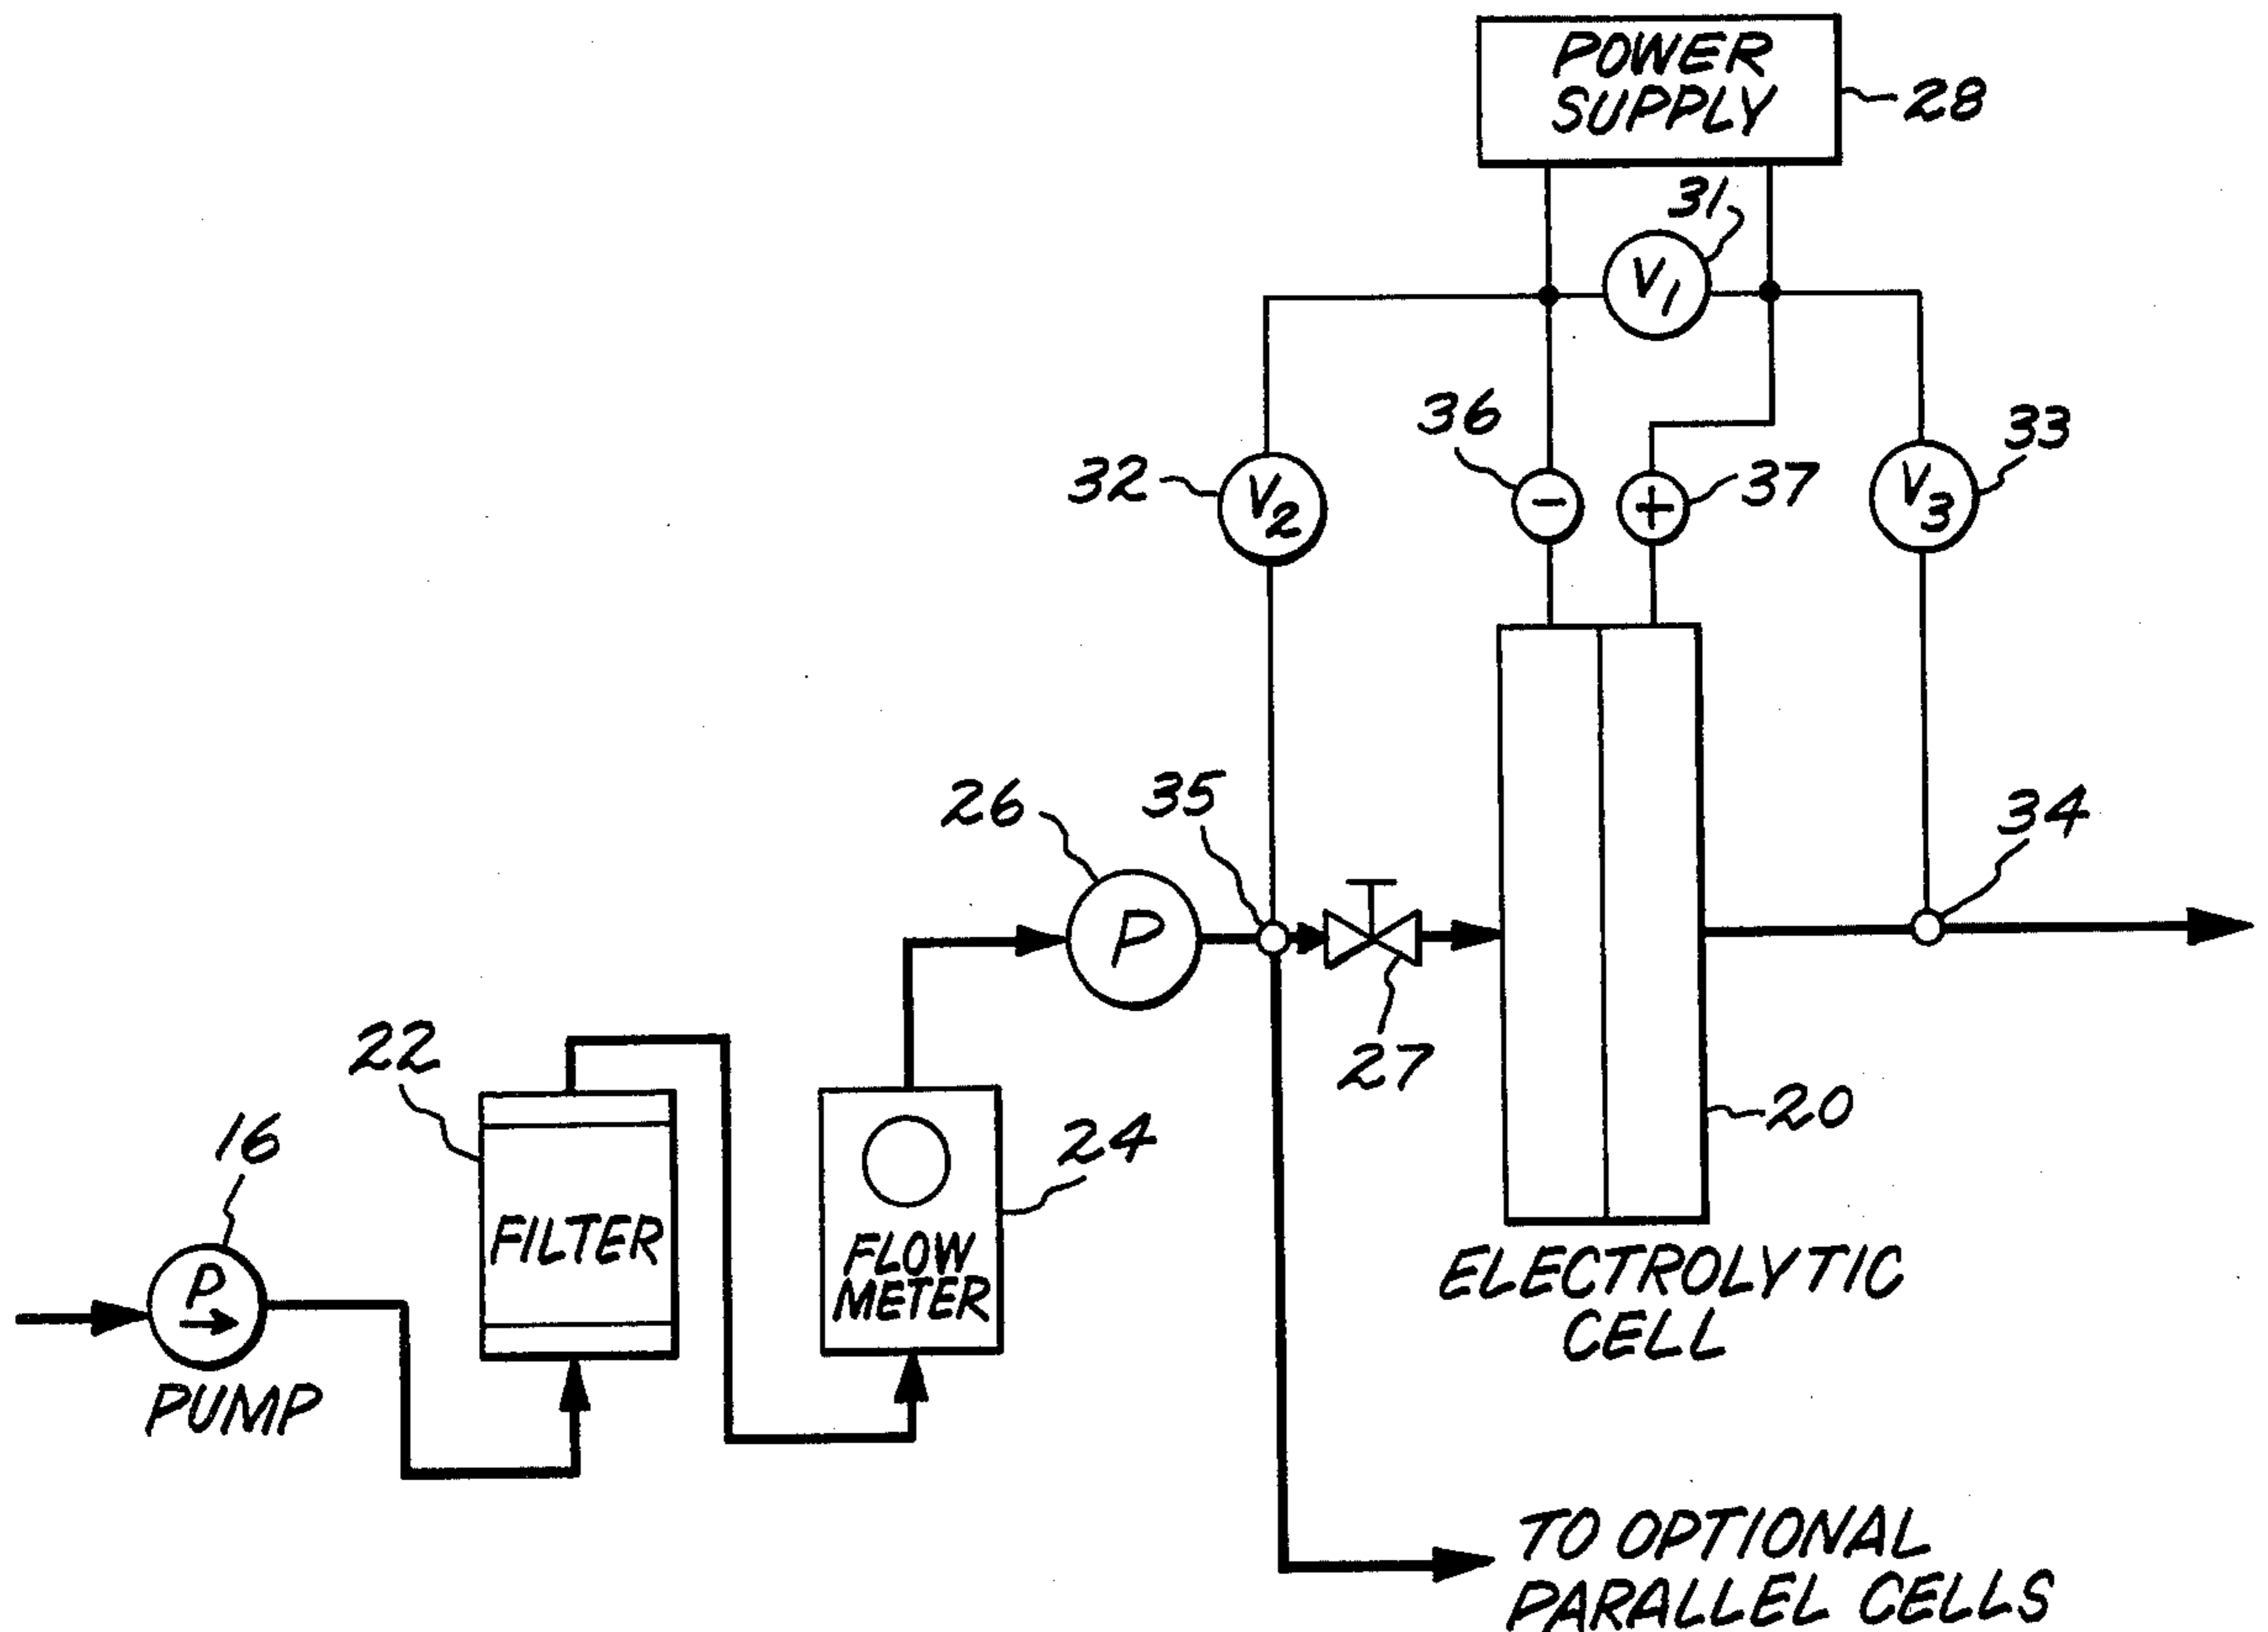 POWER
SUPPLY
28
31
V1
36
33
32
V2
-
+
37
V3
26
35
34
P
22
27
24
20
16
FILTER
FLOW
METER
ELECTROLYTIC
CELL
P
PUMP
TO OPTIONAL
PARALLEL CELLS